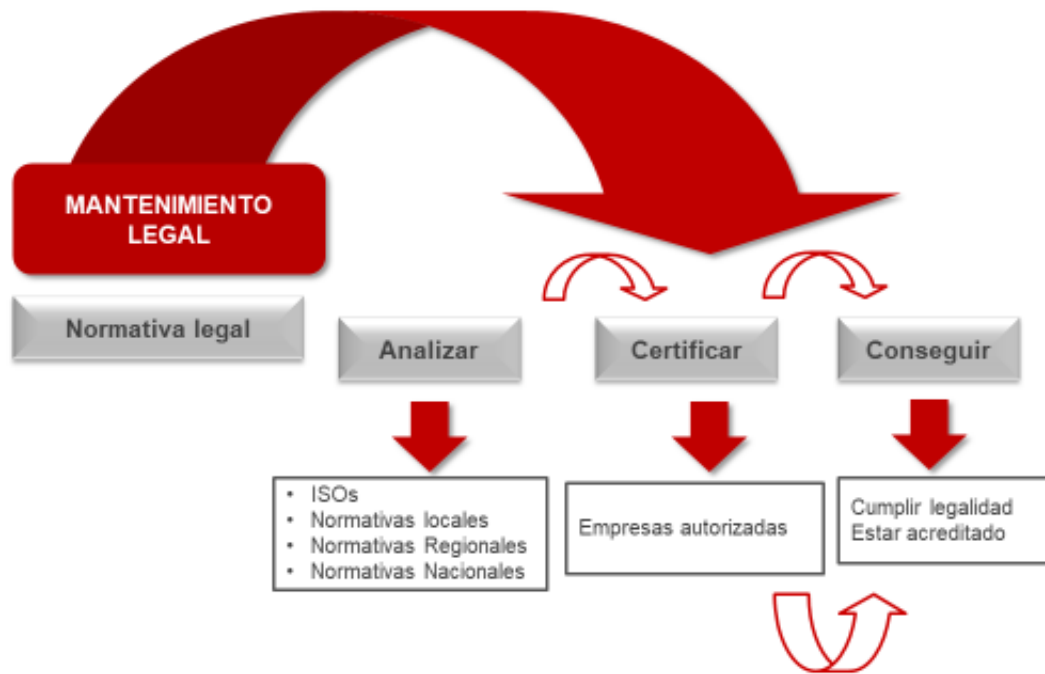 MANTENIMIENTO
LEGAL
Normativa legal
Analizar
Certificar
Conseguir
• ISOs
• Normativas locales
• Normativas Regionales
• Normativas Nacionales
Empresas autorizadas
Cumplir legalidad
Estar acreditado